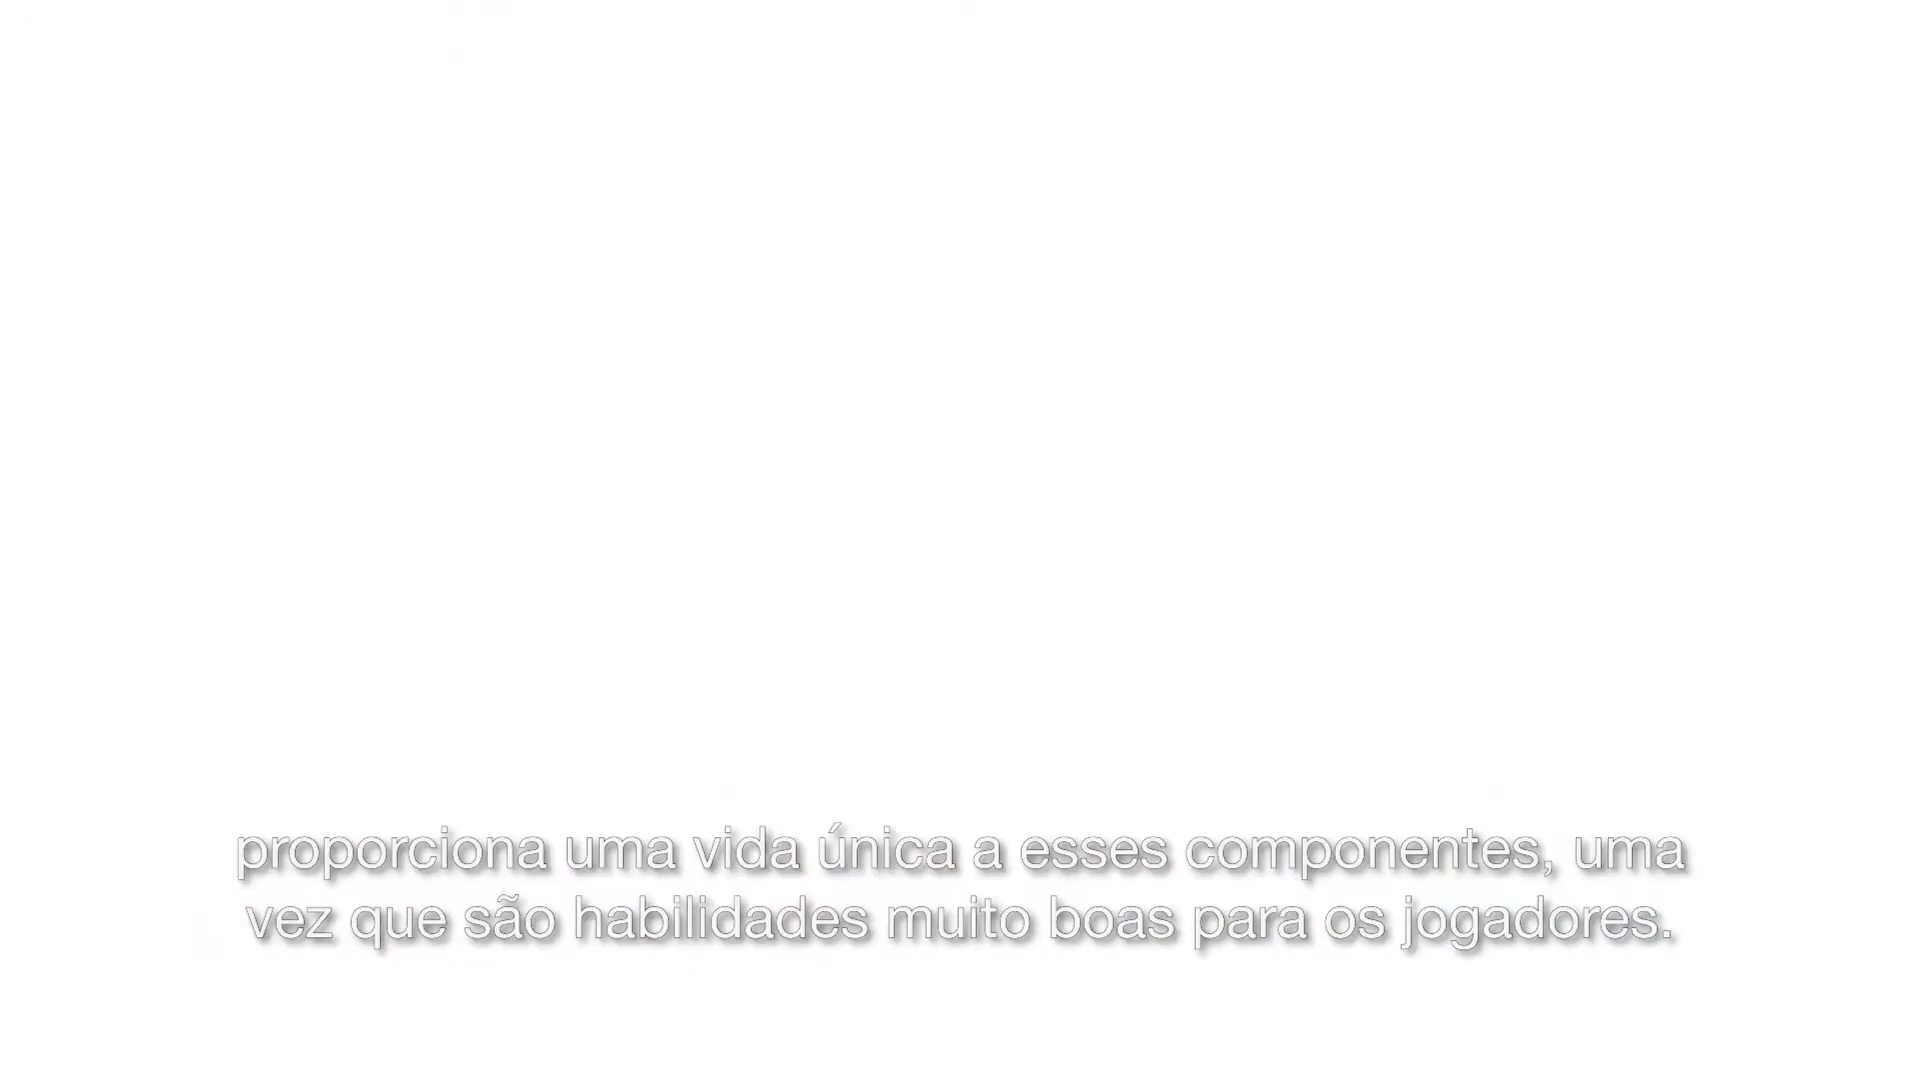 proporciona uma vida única a esses componentes, uma
vez que são habilidades muito boas para os jogadores.